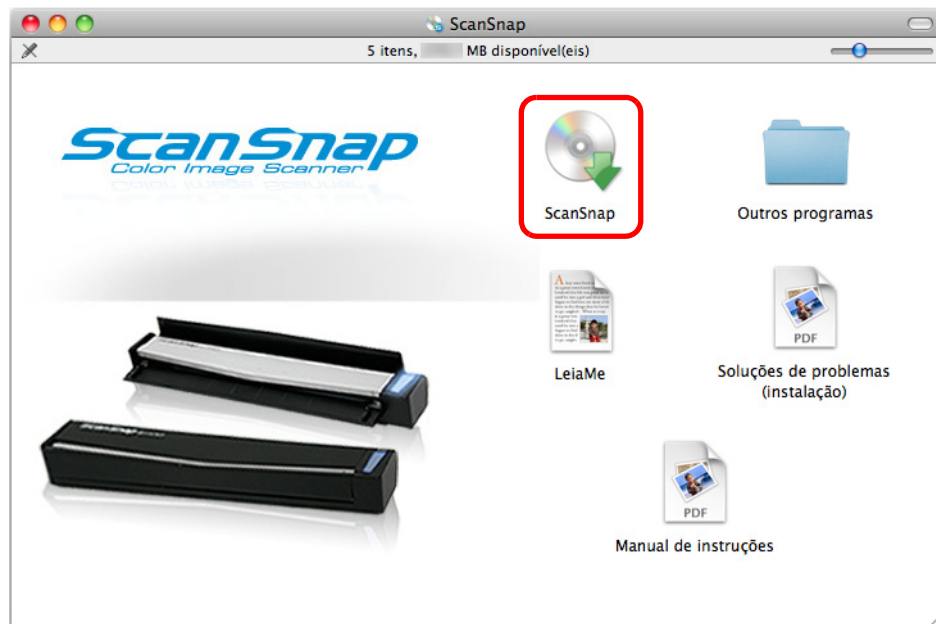 ScanSnap
5 itens, MB disponível(eis)
ScanSnap
Color Image Scanner
ScanSnap
Outros programas
LeiaMe
PDF
Soluções de problemas
(instalação)
PDF
Manual de instruções